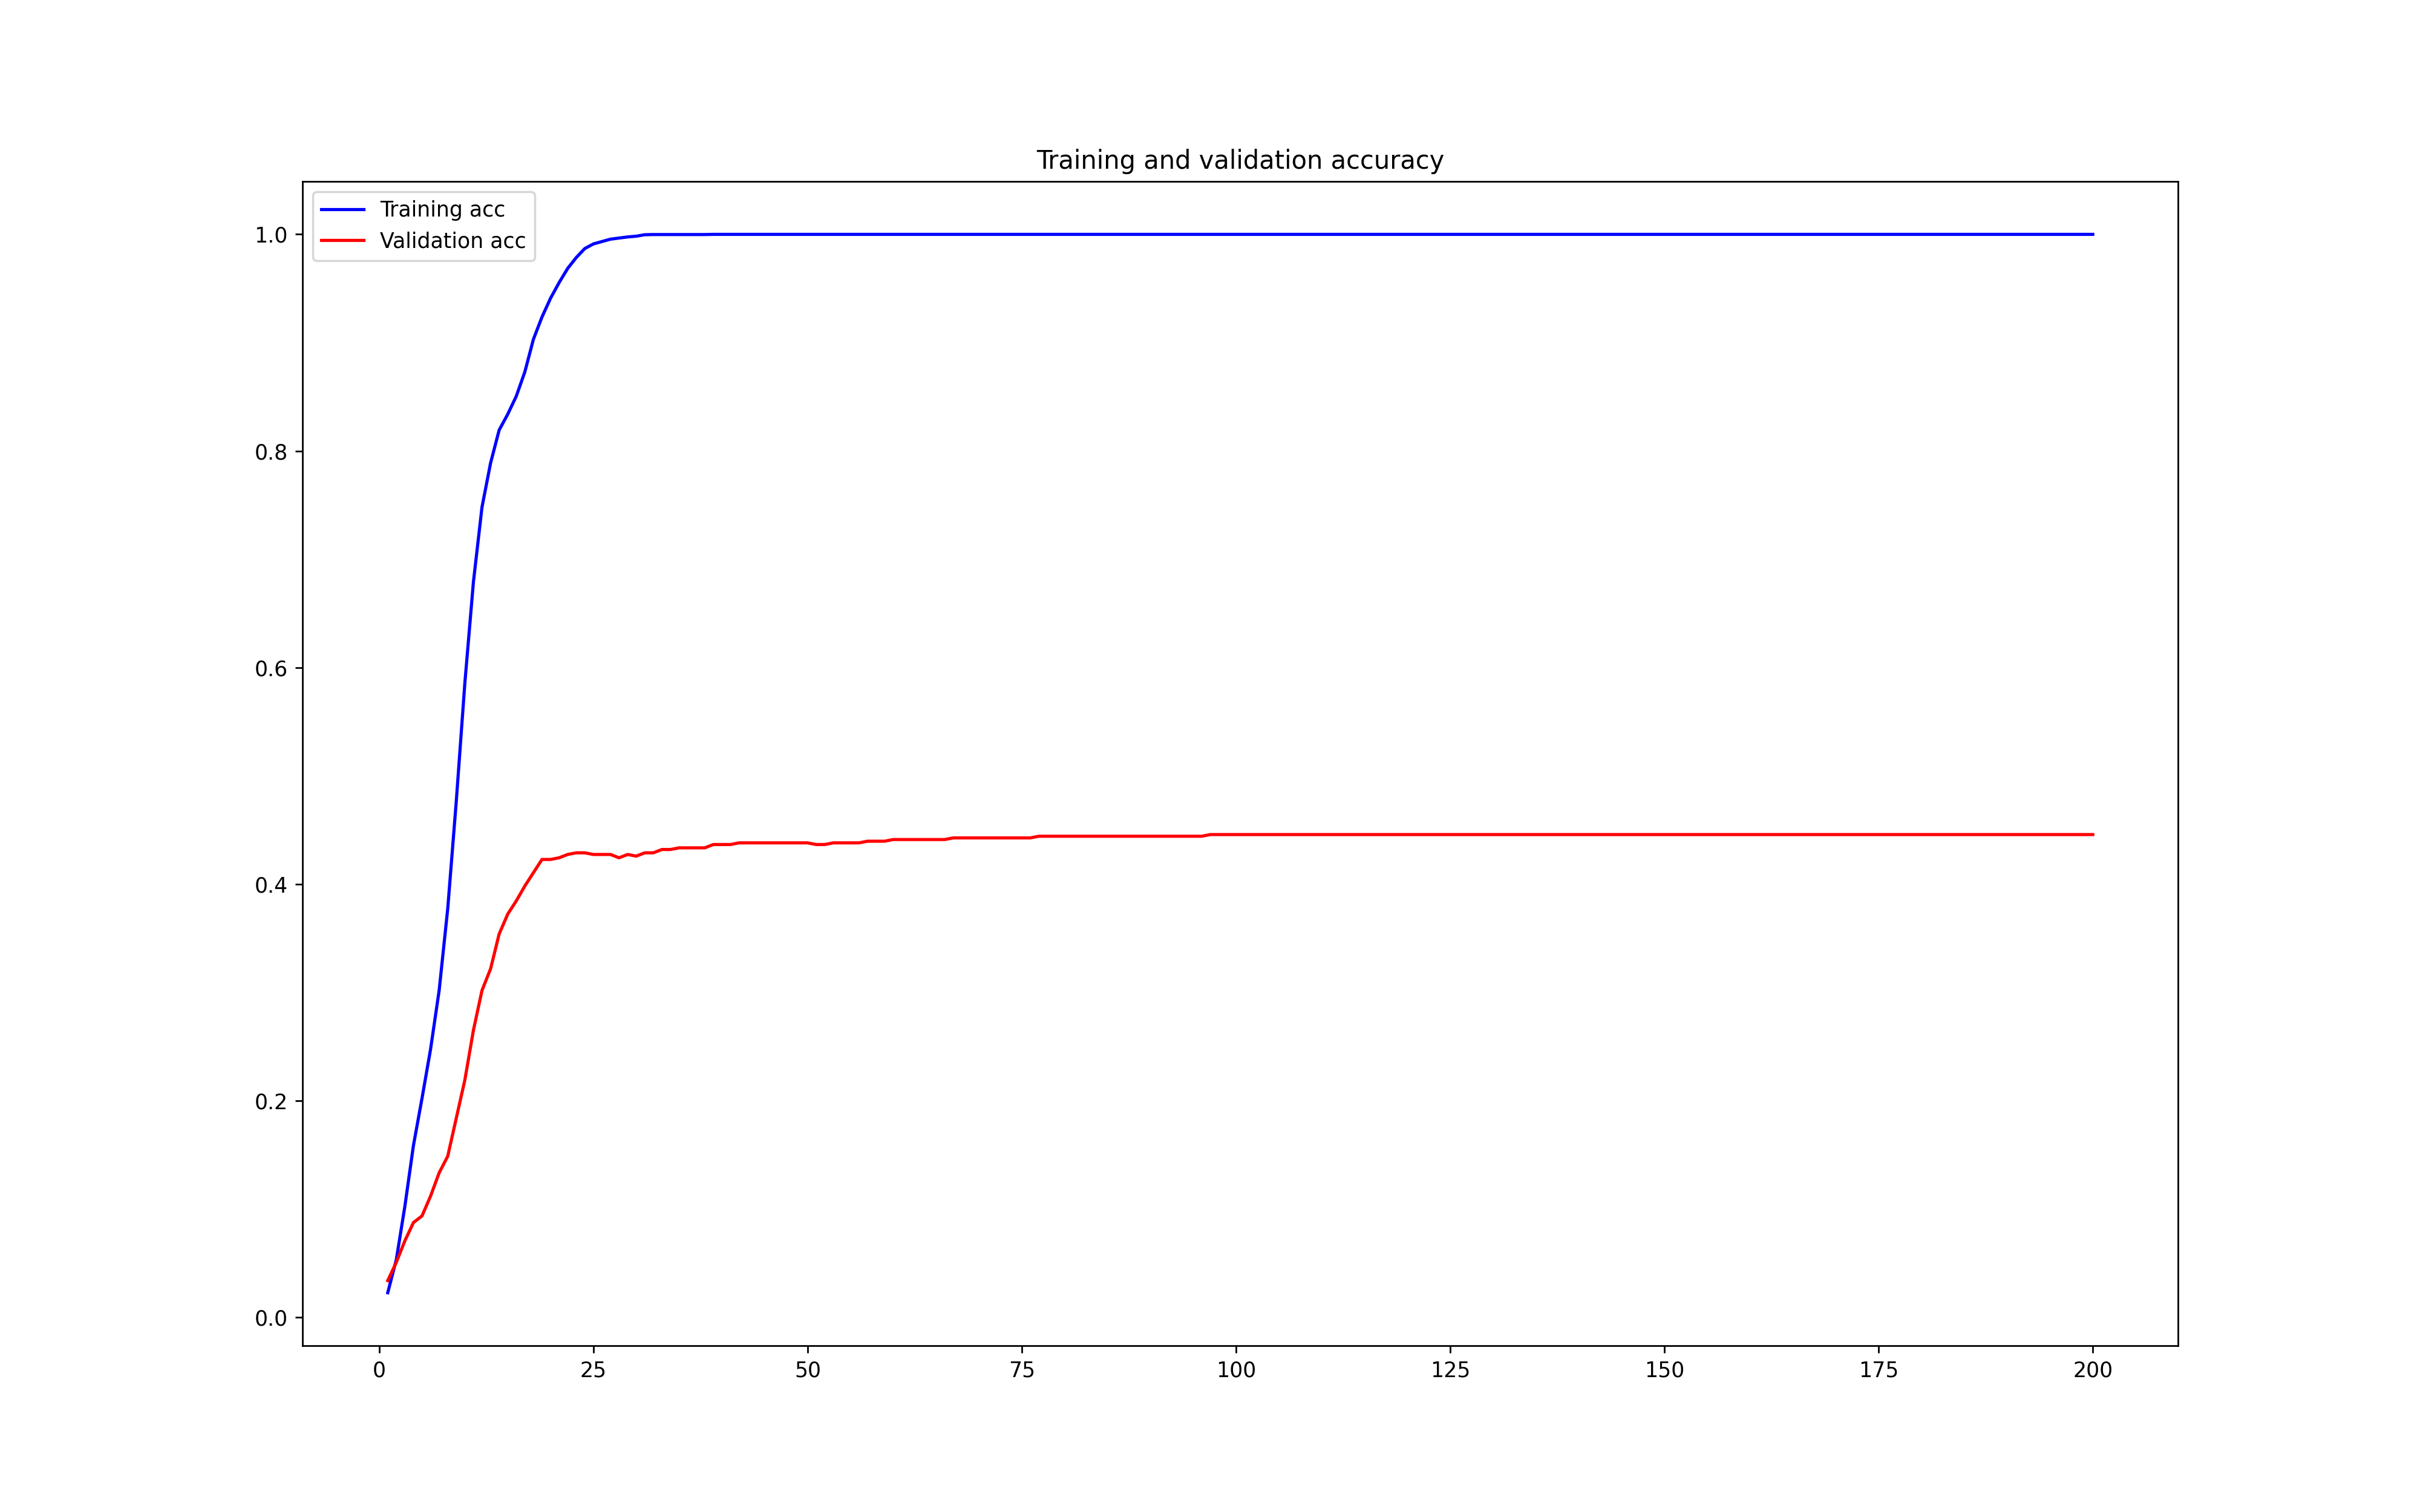 Training and validation accuracy
Training acc
Validation acc
1.0
0.8
0.6
0.4
0.2
0.0
0 25 50 75 100 125 150 175 200